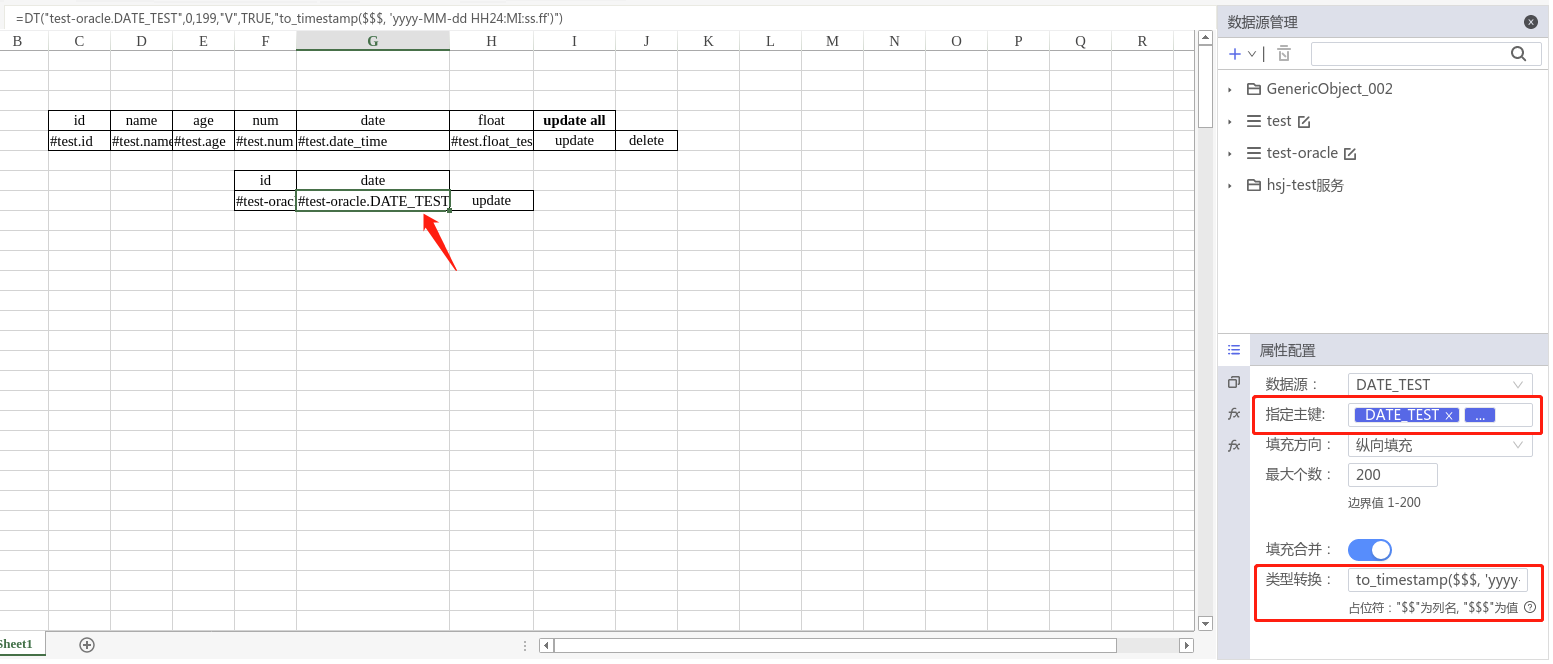 =DT("test-oracle.DATE_TEST",0,199,"V",TRUE,"to_timestamp($$$, 'yyyy-MM-dd HH24:MI:ss.ff')")
B C D E F G H I J K L M N O P Q R
id name age num date float update all
#test.id #test.name #test.age #test.num #test.date_time #test.float_tes update delete
id date
#test-orac #test-oracle.DATE_TEST update
Sheet1
数据源管理
GenericObject_002
test
test-oracle
hsj-test服务
属性配置
数据源： DATE_TEST
指定主键: DATE_TEST x ...
填充方向： 纵向填充
最大个数： 200
边界值 1-200
填充合并：
类型转换： to_timestamp($$$, 'yyyy-
占位符："$$"为列名, "$$$"为值